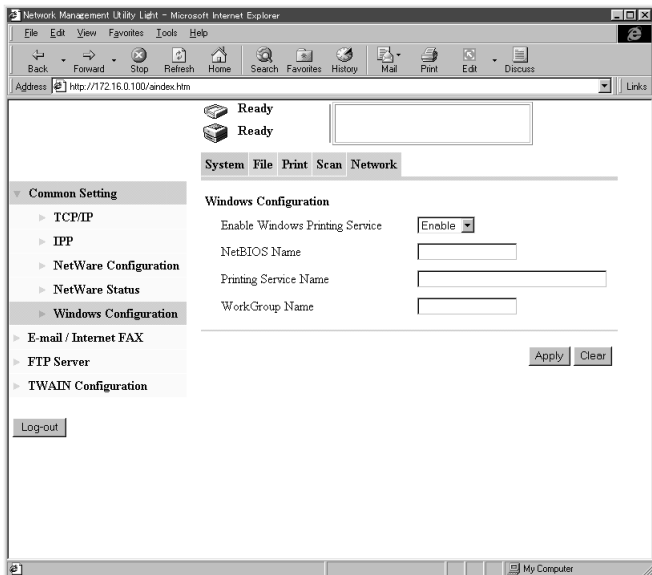 Network Management Utility Light - Microsoft Internet Explorer
File Edit View Favorites Tools Help
Back Forward Stop Refresh Home Search Favorites History Mail Print Edit Discuss
Address http://172.16.0.100/aindex.htm Links
Ready
Ready
System File Print Scan Network
Common Setting
TCP/IP
IPP
NetWare Configuration
NetWare Status
Windows Configuration
E-mail / Internet FAX
FTP Server
TWAIN Configuration
Log-out
Windows Configuration
Enable Windows Printing Service Enable
NetBIOS Name
Printing Service Name
WorkGroup Name
Apply Clear
My Computer